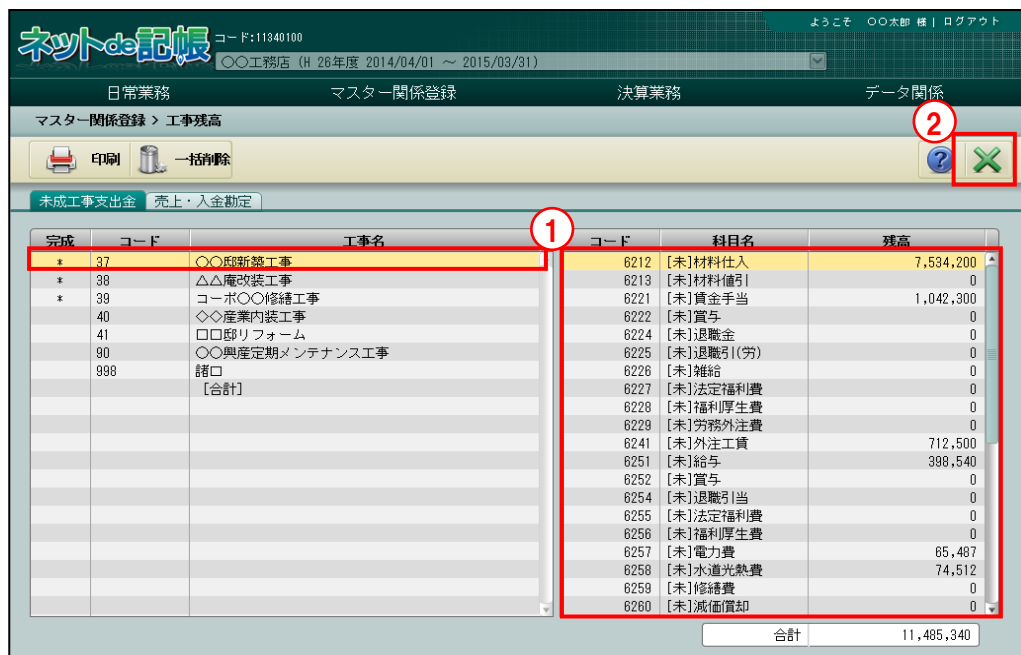 ようこそ 〇〇太郎 様 | ログアウト
ネットde記帳 コード:11340100
〇〇工務店 (H 26年度 2014/04/01 ～ 2015/03/31)
日常業務 マスター関係登録 決算業務 データ関係
マスター関係登録 > 工事残高
2
印刷 一括削除 ?
未成工事支出金 売上・入金勘定
1
完成 コード 工事名 コード 科目名 残高
* 37 〇〇邸新築工事 6212 [未]材料仕入 7,534,200
* 38 △△庵改装工事 6213 [未]材料値引 0
* 39 コーポ〇〇修繕工事 6221 [未]賃金手当 1,042,300
40 ◇◇産業内装工事 6222 [未]賞与 0
41 □□邸リフォーム 6224 [未]退職金 0
90 〇〇興産定期メンテナンス工事 6225 [未]退職引(労) 0
998 諸口 6226 [未]雑給 0
[合計] 6227 [未]法定福利費 0
6228 [未]福利厚生費 0
6229 [未]労務外注費 0
6241 [未]外注工賃 712,500
6251 [未]給与 398,540
6252 [未]賞与 0
6254 [未]退職引当 0
6255 [未]法定福利費 0
6256 [未]福利厚生費 0
6257 [未]電力費 65,487
6258 [未]水道光熱費 74,512
6259 [未]修繕費 0
6260 [未]減価償却 0
合計 11,485,340